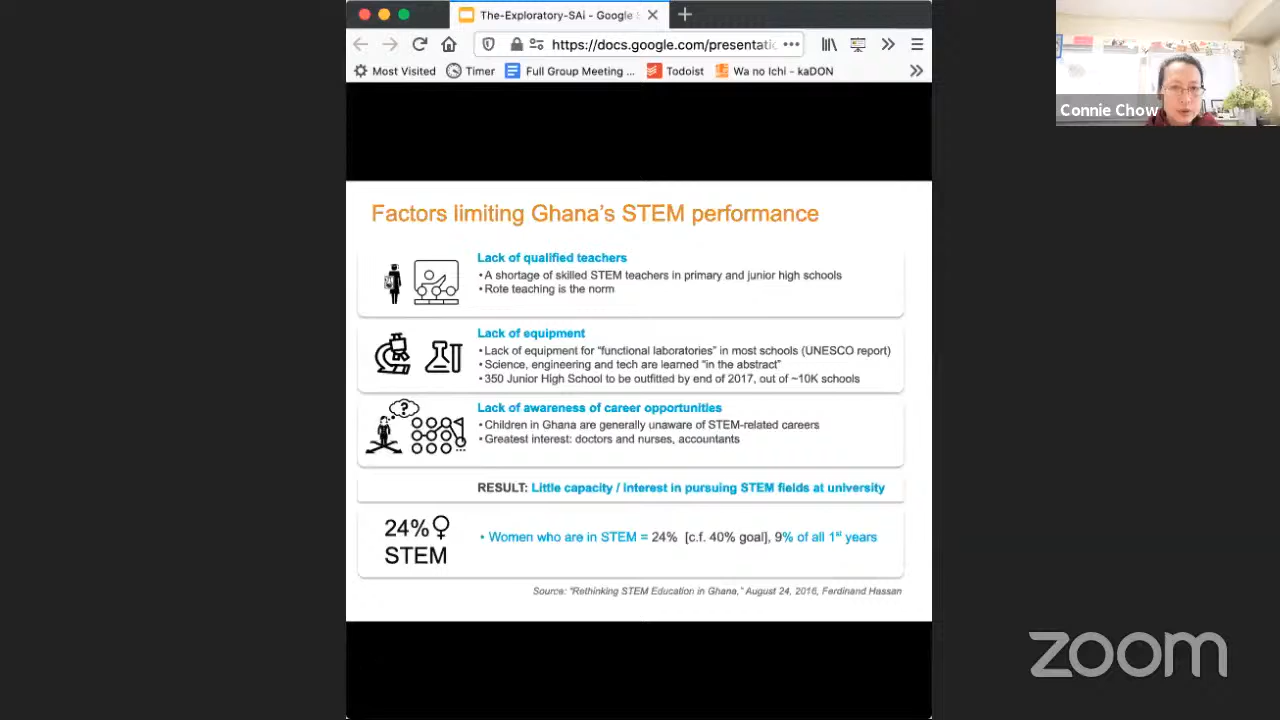 The-Exploratory-SAi - Google
https://docs.google.com/presentatic
Most Visited
Timer
Full Group Meeting ...
Todoist
Wa no Ichi - kaDON
Connie Chow
Factors limiting Ghana's STEM performance
Lack of qualified teachers
• A shortage of skilled STEM teachers in primary and junior high schools
• Rote teaching is the norm
Lack of equipment
• Lack of equipment for "functional laboratories" in most schools (UNESCO report)
• Science, engineering and tech are learned "in the abstract"
• 350 Junior High School to be outfitted by end of 2017, out of ~10K schools
?
Lack of awareness of career opportunities
• Children in Ghana are generally unaware of STEM-related careers
• Greatest interest: doctors and nurses, accountants
RESULT: Little capacity / interest in pursuing STEM fields at university
24%♀
STEM
• Women who are in STEM = 24% [c.f. 40% goal], 9% of all 1st years
Source: "Rethinking STEM Education in Ghana," August 24, 2016, Ferdinand Hassan
zoom